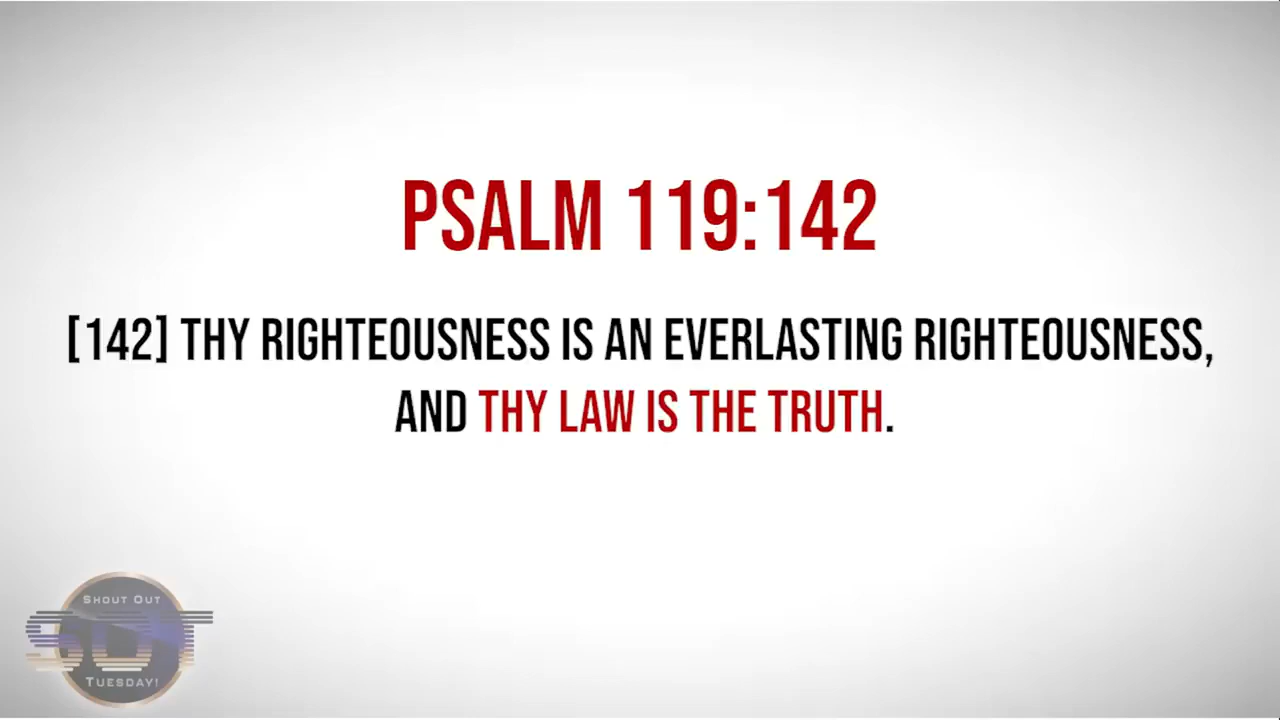 PSALM 119:142
[142] THY RIGHTEOUSNESS IS AN EVERLASTING RIGHTEOUSNESS,
AND THY LAW IS THE TRUTH.
SHOUT OUT
SOT
TUESDAY!